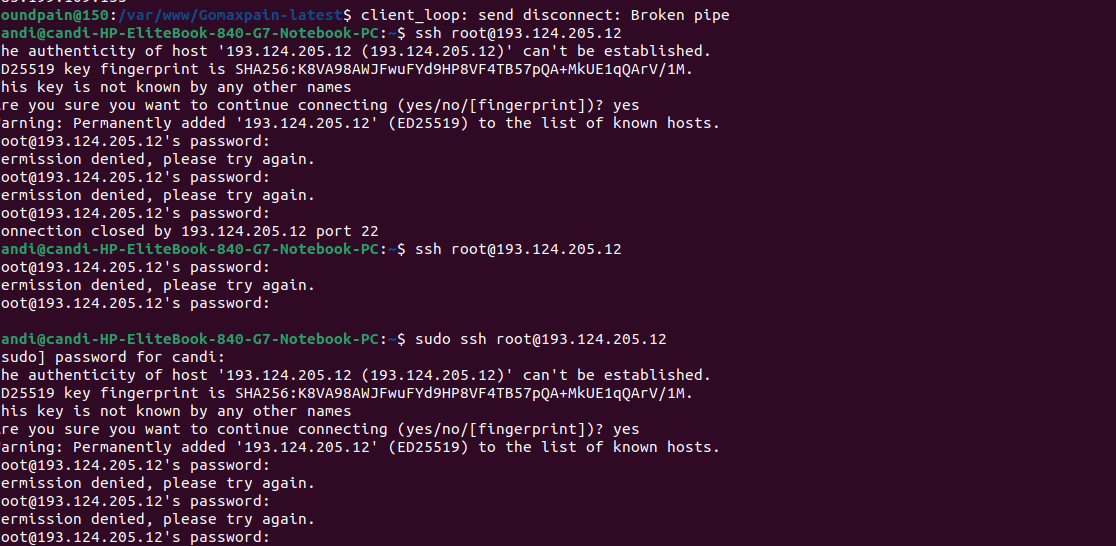 oundpain@150:/var/www/Gomaxpain-latest$ client_loop: send disconnect: Broken pipe
andi@candi-HP-EliteBook-840-G7-Notebook-PC:~$ ssh root@193.124.205.12
he authenticity of host '193.124.205.12 (193.124.205.12)' can't be established.
D25519 key fingerprint is SHA256:K8VA98AWJFwuFYd9HP8VF4TB57pQA+MkUE1qQArV/1M.
his key is not known by any other names
re you sure you want to continue connecting (yes/no/[fingerprint])? yes
arning: Permanently added '193.124.205.12' (ED25519) to the list of known hosts.
oot@193.124.205.12's password:
ermission denied, please try again.
oot@193.124.205.12's password:
ermission denied, please try again.
oot@193.124.205.12's password:
onnection closed by 193.124.205.12 port 22
andi@candi-HP-EliteBook-840-G7-Notebook-PC:~$ ssh root@193.124.205.12
oot@193.124.205.12's password:
ermission denied, please try again.
oot@193.124.205.12's password:
andi@candi-HP-EliteBook-840-G7-Notebook-PC:~$ sudo ssh root@193.124.205.12
sudo] password for candi:
he authenticity of host '193.124.205.12 (193.124.205.12)' can't be established.
D25519 key fingerprint is SHA256:K8VA98AWJFwuFYd9HP8VF4TB57pQA+MkUE1qQArV/1M.
his key is not known by any other names
re you sure you want to continue connecting (yes/no/[fingerprint])? yes
arning: Permanently added '193.124.205.12' (ED25519) to the list of known hosts.
oot@193.124.205.12's password:
ermission denied, please try again.
oot@193.124.205.12's password:
ermission denied, please try again.
oot@193.124.205.12's password: